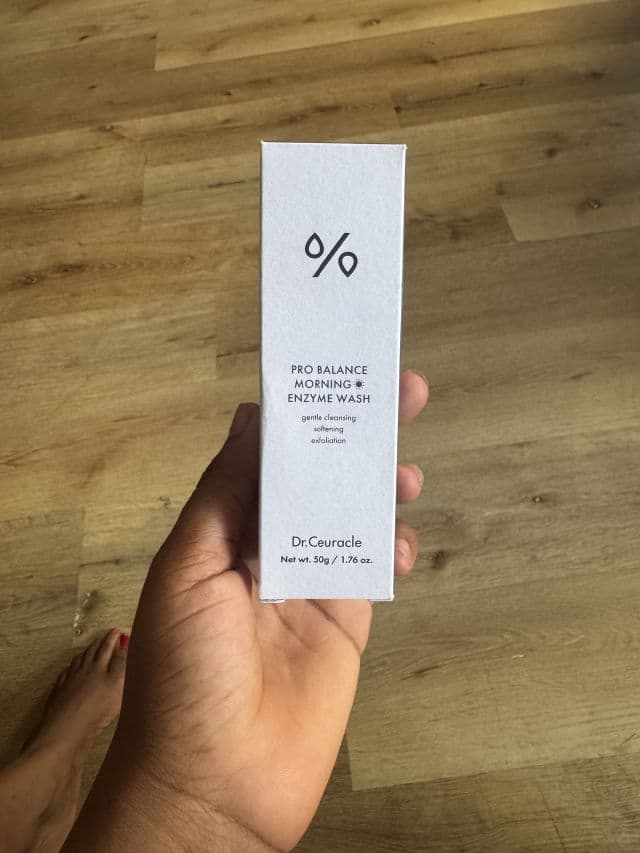 %
PRO BALANCE
MORNING☀
ENZYME WASH
gentle cleansing
softening
exfoliation
Dr.Ceuracle
Net wt. 50g / 1.76 oz.